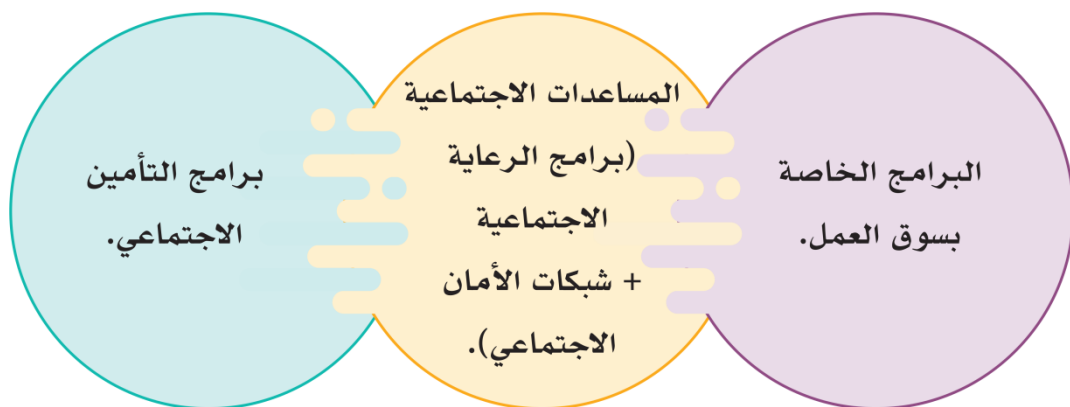 البرامج الخاصة
بسوق العمل.
المساعدات الاجتماعية
(برامج الرعاية
الاجتماعية
+ شبكات الأمان
الاجتماعي).
برامج التأمين
الاجتماعي.